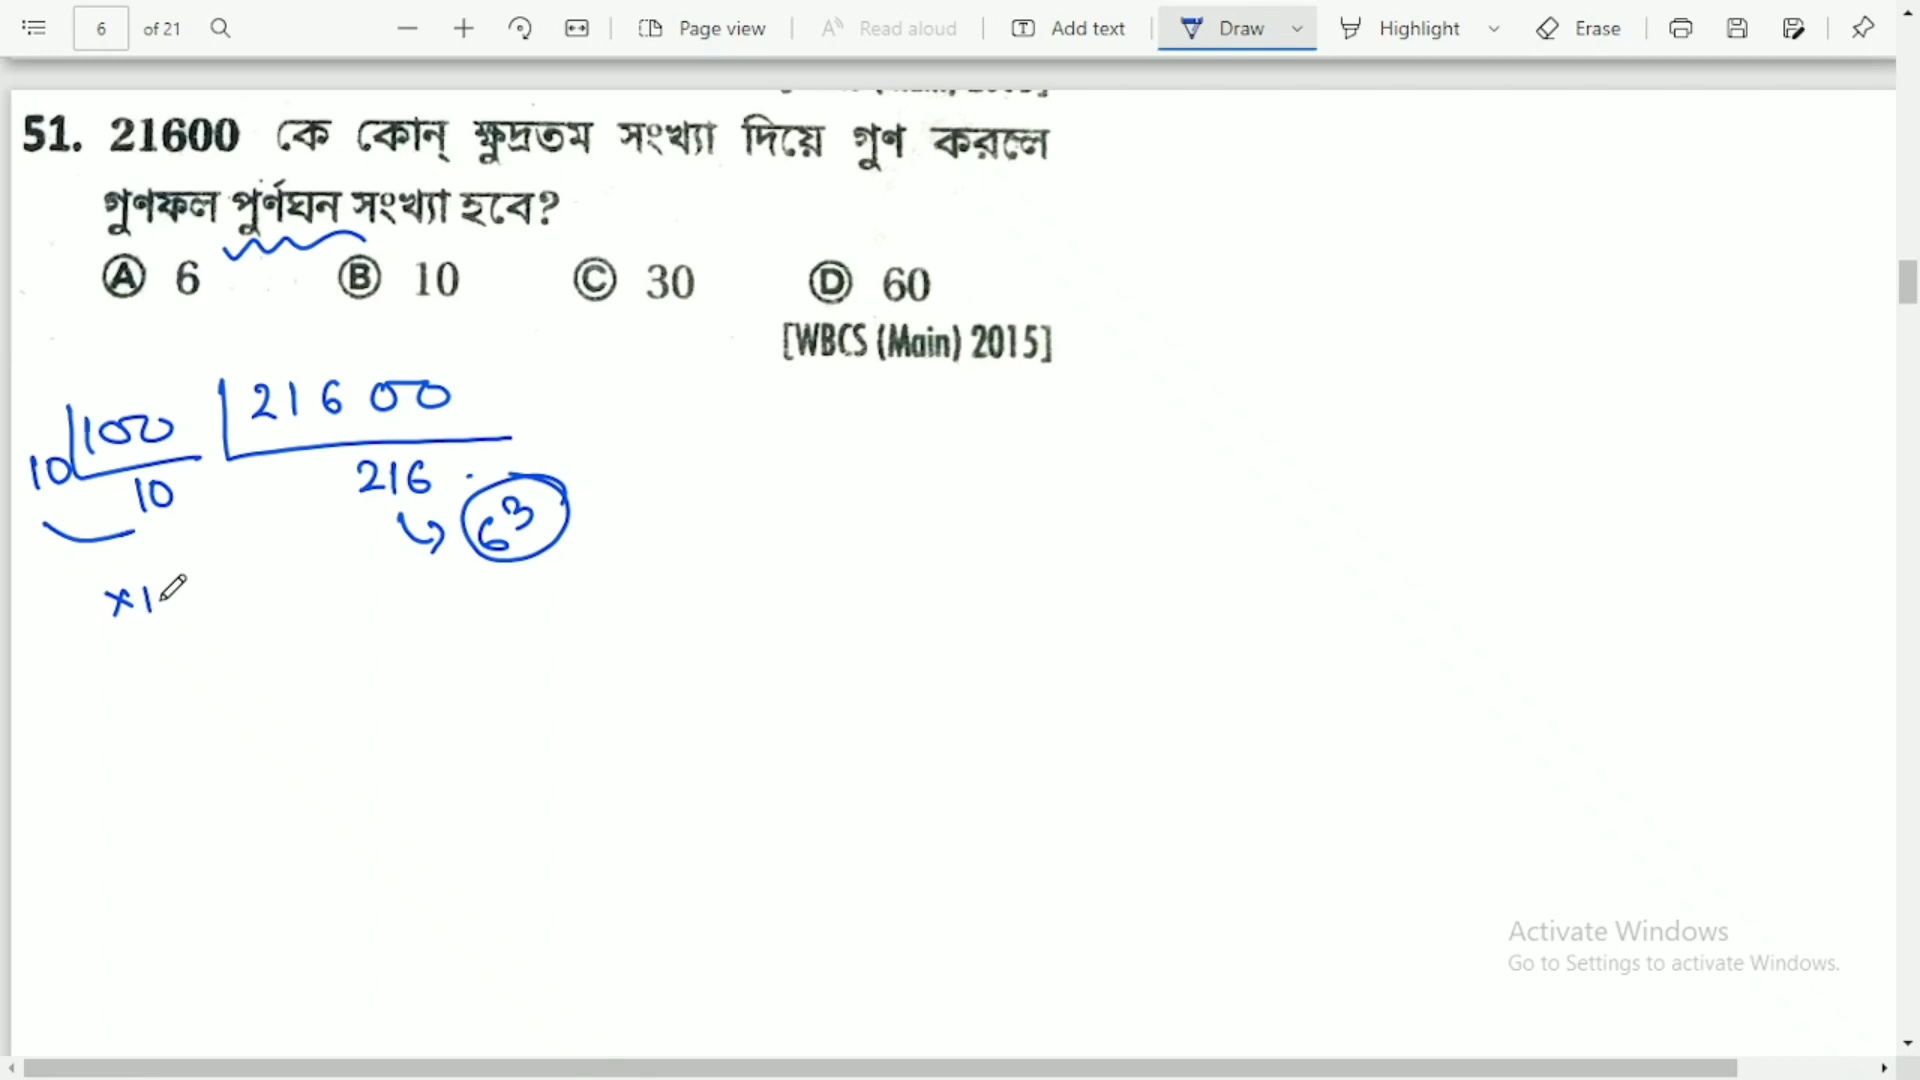 6 of 21 Page view Read aloud Add text Draw Highlight Erase
51. 21600 কে কোন্ ক্ষুদ্রতম সংখ্যা দিয়ে গুণ করলে
গুণফল পুর্ণঘন সংখ্যা হবে?
Ⓐ 6 Ⓑ 10 Ⓒ 30 Ⓓ 60
[WBCS (Main) 2015]
100 21600
10 10 216
6³
×1
Activate Windows
Go to Settings to activate Windows.